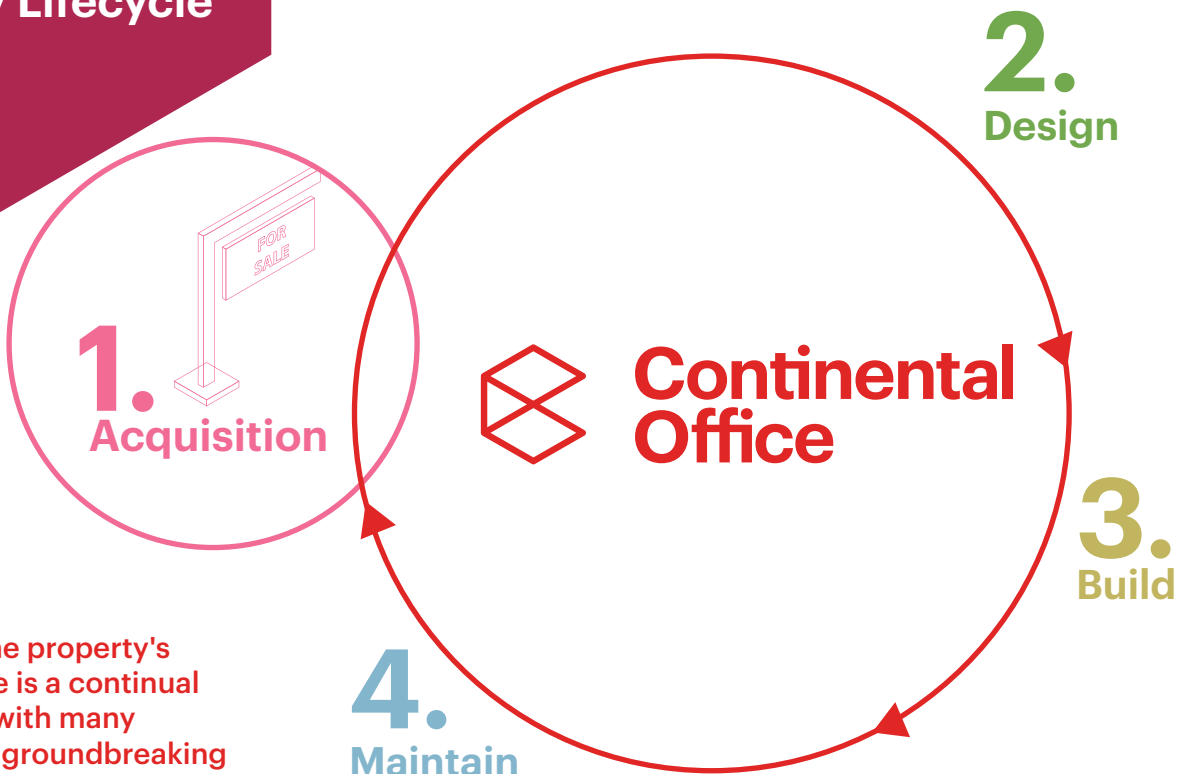 Lifecycle
2.
Design
FOR
SALE
1.
Acquisition
Continental
Office
3.
Build
property's
is a continual
with many
groundbreaking
4.
Maintain